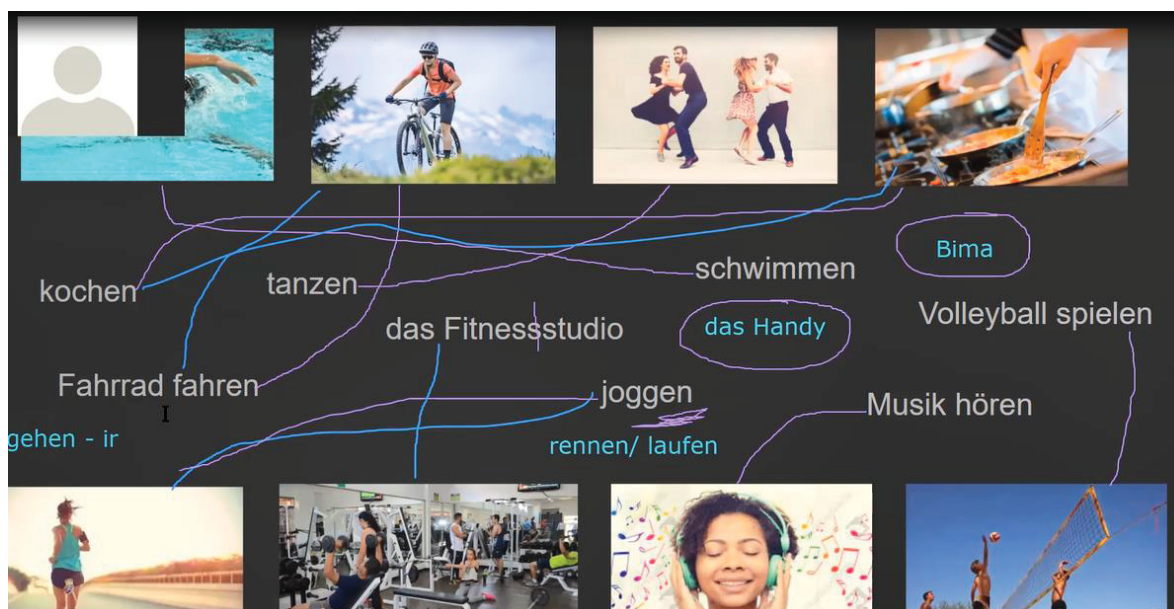 Bima
schwimmen
tanzen
kochen
Volleyball spielen
das Fitnessstudio
das Handy
Fahrrad fahren
joggen
Musik hören
gehen - ir
rennen/ laufen